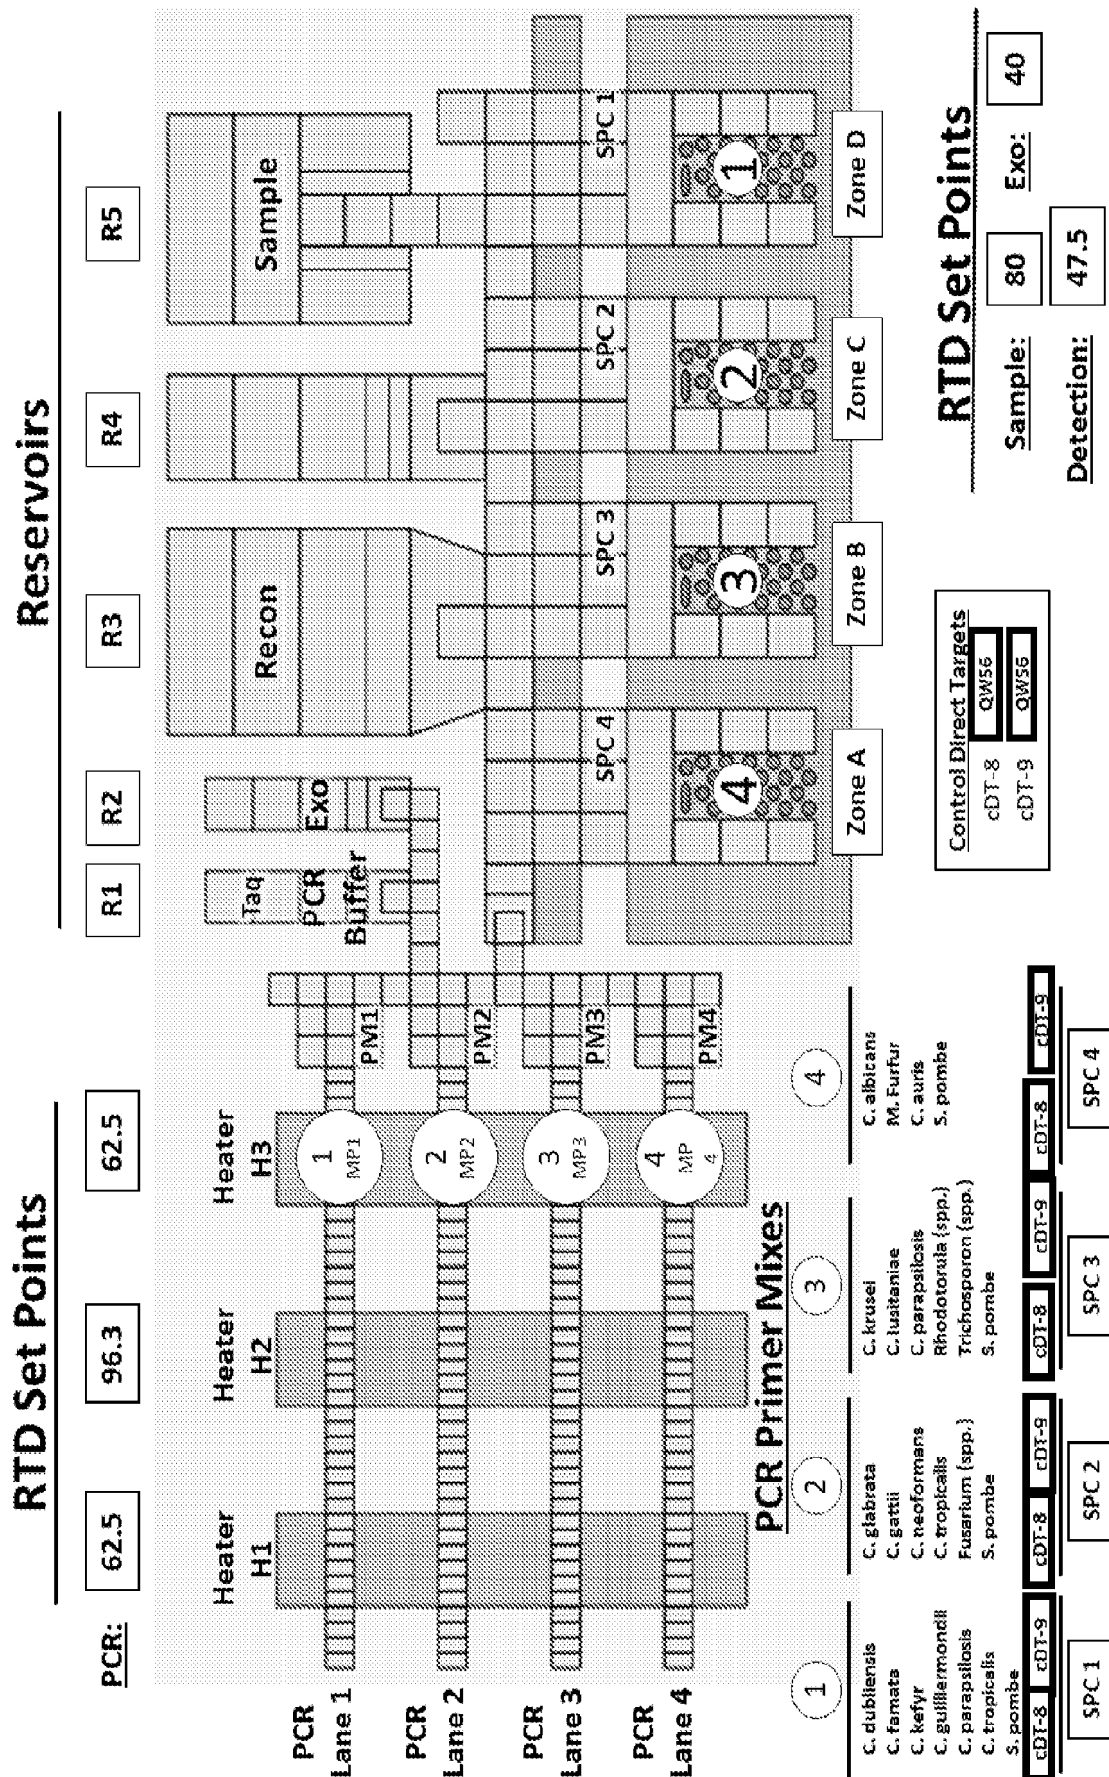 RTD Set Points
Reservoirs
PCR:
62.5
96.3
62.5
R1
R2
R3
R4
R5
Heater
H1
Heater
H2
Heater
H3
Taq
PCR
Buffer
Exo
Recon
Sample
PCR
Lane 1
PCR
Lane 2
PCR
Lane 3
PCR
Lane 4
1
MP1
2
MP2
3
MP3
4
MP
4
PM1
PM2
PM3
PM4
SPC 4
SPC 3
SPC 2
SPC 1
4
3
2
1
Zone A
Zone B
Zone C
Zone D
PCR Primer Mixes
1
C. dubliensis
C. famata
C. kefyr
C. guilliermondii
C. parapsilosis
C. tropicalis
S. pombe
cDT-8
cDT-9
SPC 1
2
C. glabrata
C. gattii
C. neoformans
C. tropicalis
Fusarium (spp.)
S. pombe
cDT-8
cDT-9
SPC 2
3
C. krusei
C. lusitaniae
C. parapsilosis
Rhodotorula (spp.)
Trichosporon (spp.)
S. pombe
cDT-8
cDT-9
SPC 3
4
C. albicans
M. Furfur
C. auris
S. pombe
cDT-8
cDT-9
SPC 4
Control Direct Targets
cDT-8 QW56
cDT-9 QW56
RTD Set Points
Sample: 80 Exo: 40
Detection: 47.5